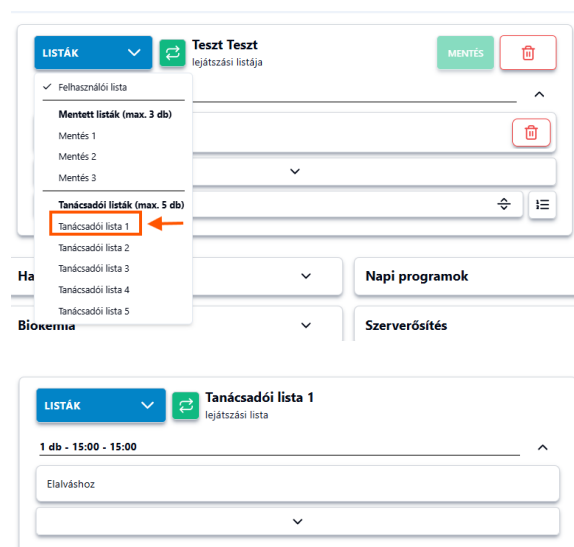 LISTÁK
Teszt Teszt
lejátszási listája
MENTÉS
Felhasználói lista
Mentett listák (max. 3 db)
Mentés 1
Mentés 2
Mentés 3
Tanácsadói listák (max. 5 db)
Tanácsadói lista 1
Tanácsadói lista 2
Tanácsadói lista 3
Tanácsadói lista 4
Tanácsadói lista 5
Ha
Napi programok
Biokémia
Szerverősítés
LISTÁK
Tanácsadói lista 1
lejátszási lista
1 db - 15:00 - 15:00
Elalváshoz